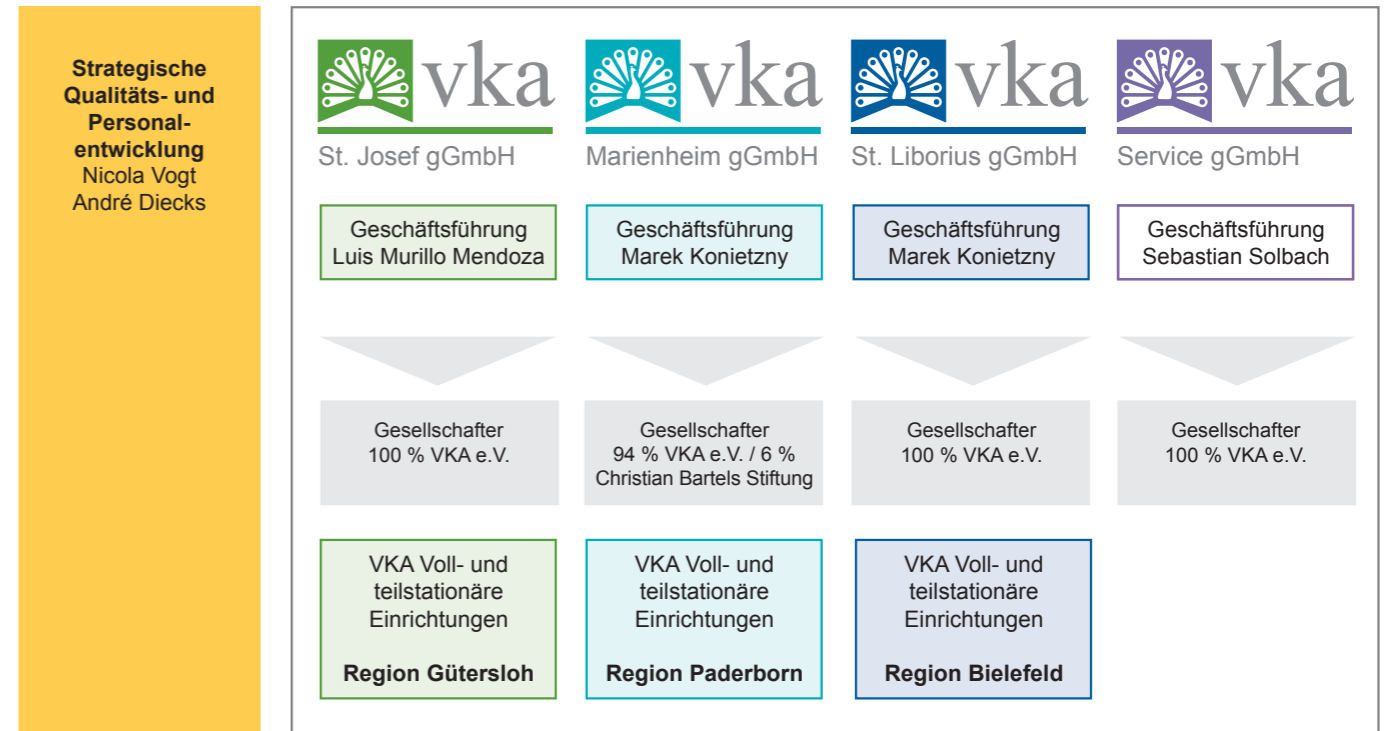 Strategische
Qualitäts- und
Personal-
entwicklung
Nicola Vogt
André Diecks
vka
St. Josef gGmbH
vka
Marienheim gGmbH
vka
St. Liborius gGmbH
vka
Service gGmbH
Geschäftsführung
Luis Murillo Mendoza
Geschäftsführung
Marek Konietzny
Geschäftsführung
Marek Konietzny
Geschäftsführung
Sebastian Solbach
Gesellschafter
100 % VKA e.V.
Gesellschafter
94 % VKA e.V. / 6 %
Christian Bartels Stiftung
Gesellschafter
100 % VKA e.V.
Gesellschafter
100 % VKA e.V.
VKA Voll- und
teilstationäre
Einrichtungen
Region Gütersloh
VKA Voll- und
teilstationäre
Einrichtungen
Region Paderborn
VKA Voll- und
teilstationäre
Einrichtungen
Region Bielefeld